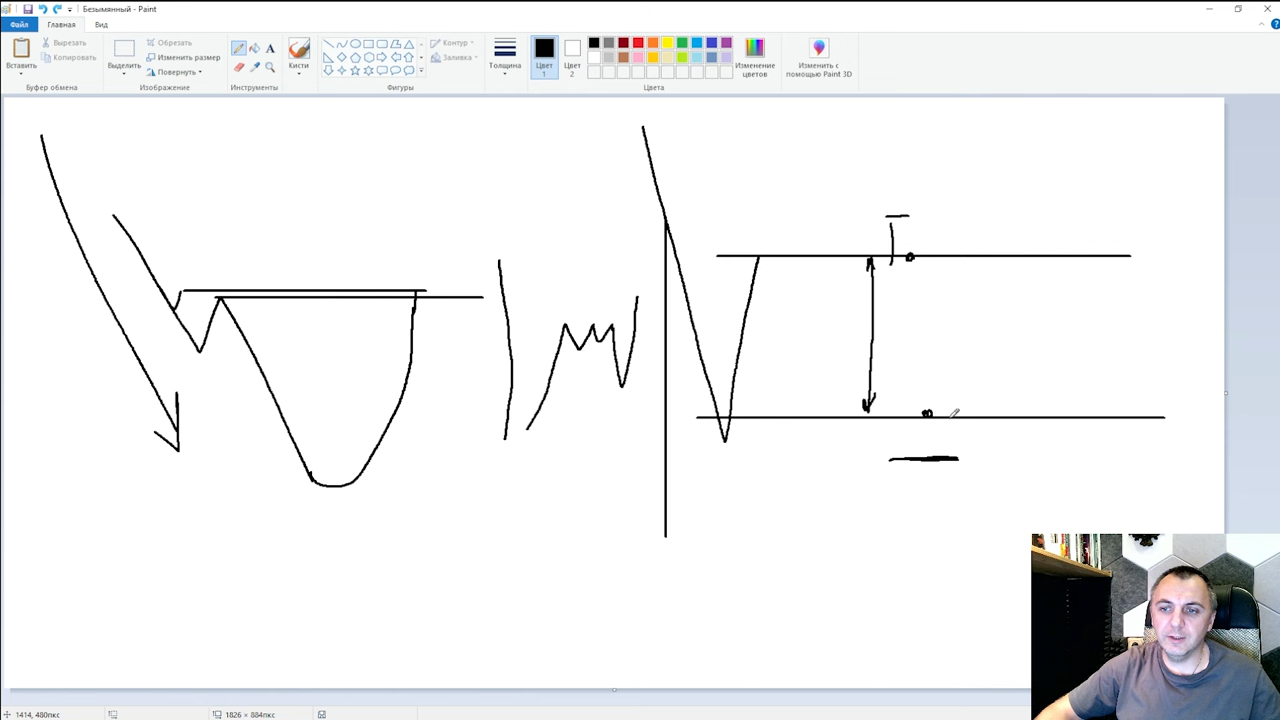 Безымянный - Paint
Файл
Главная
Вид
Вставить
Вырезать
Копировать
Буфер обмена
Выделить
Обрезать
Изменить размер
Повернуть
Изображение
Инструменты
Кисти
Контур
Заливка
Фигуры
Толщина
Цвет 1
Цвет 2
Изменение цветов
Цвета
Изменить с помощью Paint 3D
1414, 480пкс
1826 × 884пкс